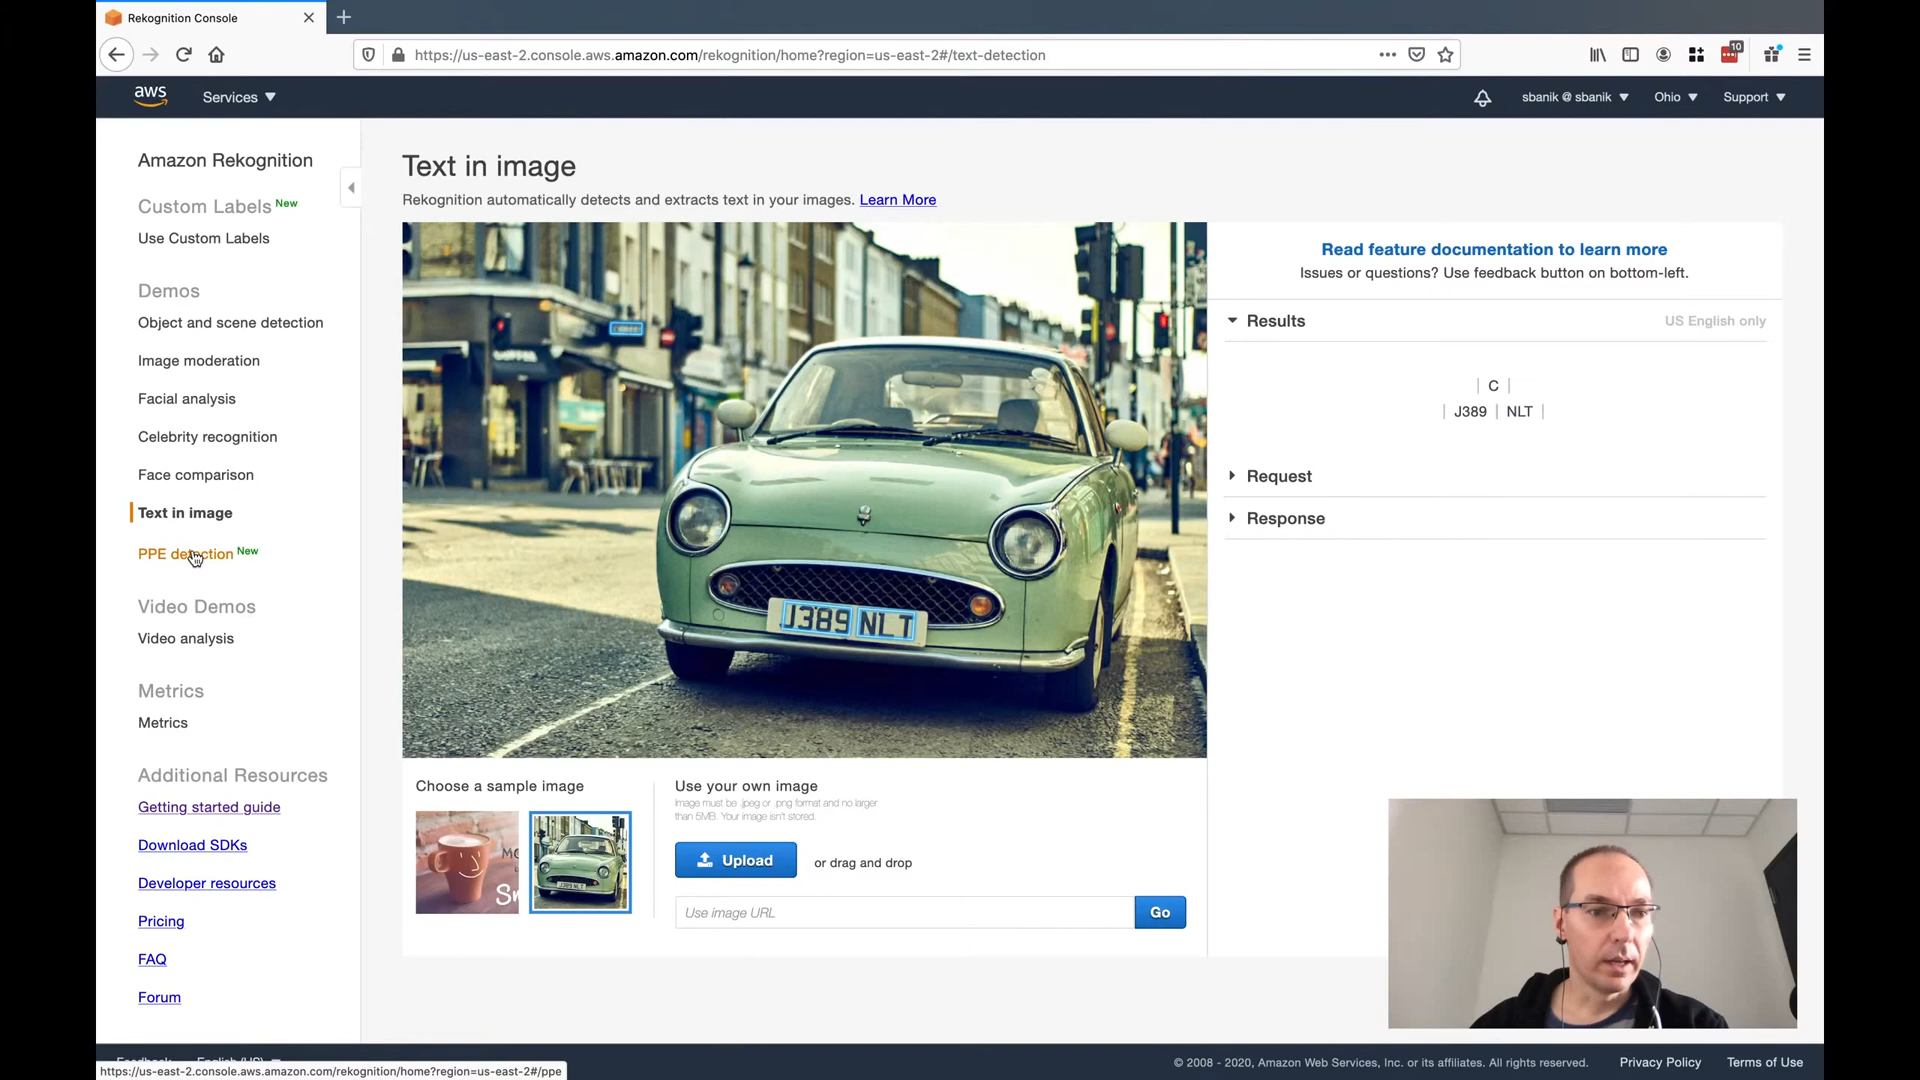 Rekognition Console
https://us-east-2.console.aws.amazon.com/rekognition/home?region=us-east-2#/text-detection
10
aws
Services
sbanik @ sbanik
Ohio
Support
Amazon Rekognition
Custom Labels New
Use Custom Labels
Demos
Object and scene detection
Image moderation
Facial analysis
Celebrity recognition
Face comparison
Text in image
PPE detection New
Video Demos
Video analysis
Metrics
Metrics
Additional Resources
Getting started guide
Download SDKs
Developer resources
Pricing
FAQ
Forum
Text in image
Rekognition automatically detects and extracts text in your images. Learn More
J389 NLT
Choose a sample image
Use your own image
Image must be .jpeg or .png format and no larger
than 5MB. Your image isn't stored.
Upload
or drag and drop
Use image URL
Go
Read feature documentation to learn more
Issues or questions? Use feedback button on bottom-left.
Results
US English only
| C |
| J389 | NLT |
Request
Response
English (US)
© 2008 - 2020, Amazon Web Services, Inc. or its affiliates. All rights reserved.
Privacy Policy
Terms of Use
https://us-east-2.console.aws.amazon.com/rekognition/home?region=us-east-2#/ppe